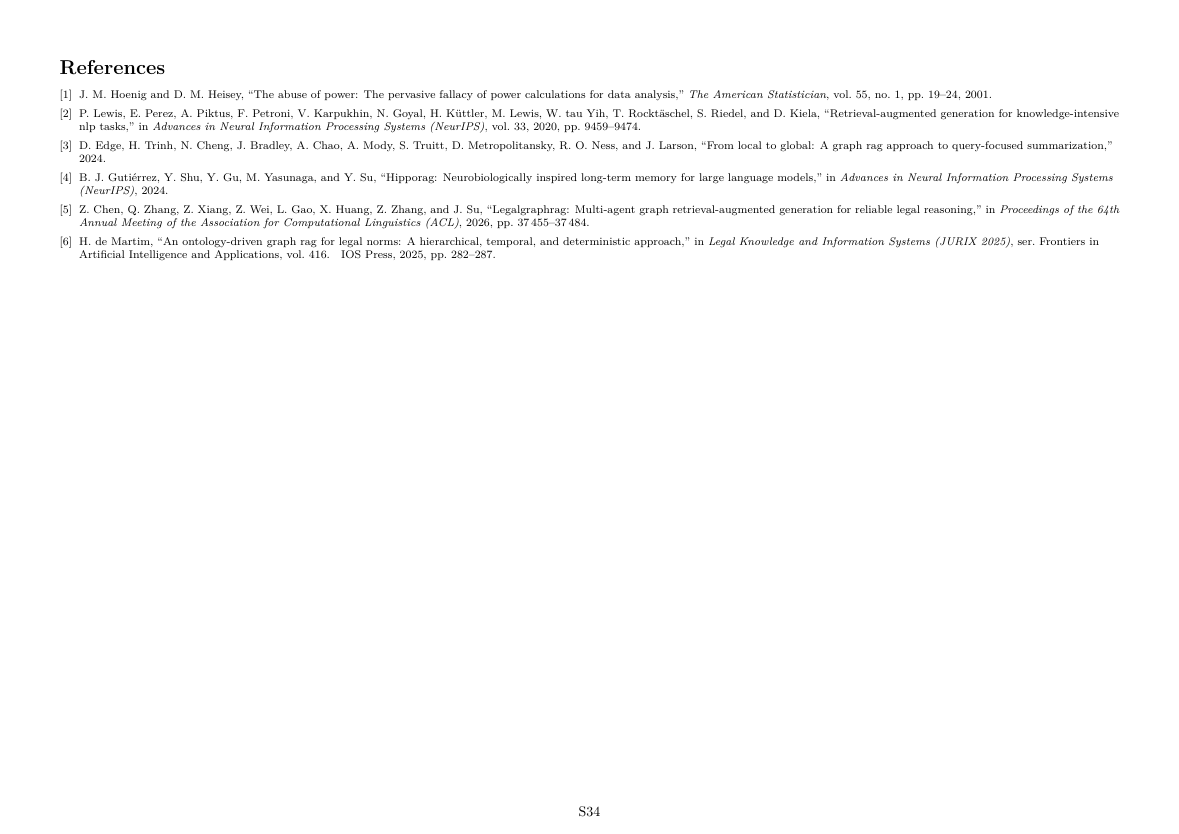 References
[1] J. M. Hoenig and D. M. Heisey, “The abuse of power: The pervasive fallacy of power calculations for data analysis,” The American Statistician, vol. 55, no. 1, pp. 19–24, 2001.
[2] P. Lewis, E. Perez, A. Piktus, F. Petroni, V. Karpukhin, N. Goyal, H. Küttler, M. Lewis, W. tau Yih, T. Rocktäschel, S. Riedel, and D. Kiela, “Retrieval-augmented generation for knowledge-intensive
nlp tasks,” in Advances in Neural Information Processing Systems (NeurIPS), vol. 33, 2020, pp. 9459–9474.
[3] D. Edge, H. Trinh, N. Cheng, J. Bradley, A. Chao, A. Mody, S. Truitt, D. Metropolitansky, R. O. Ness, and J. Larson, “From local to global: A graph rag approach to query-focused summarization,”
2024.
[4] B. J. Gutiérrez, Y. Shu, Y. Gu, M. Yasunaga, and Y. Su, “Hipporag: Neurobiologically inspired long-term memory for large language models,” in Advances in Neural Information Processing Systems
(NeurIPS), 2024.
[5] Z. Chen, Q. Zhang, Z. Xiang, Z. Wei, L. Gao, X. Huang, Z. Zhang, and J. Su, “Legalgraphrag: Multi-agent graph retrieval-augmented generation for reliable legal reasoning,” in Proceedings of the 64th
Annual Meeting of the Association for Computational Linguistics (ACL), 2026, pp. 37 455–37 484.
[6] H. de Martim, “An ontology-driven graph rag for legal norms: A hierarchical, temporal, and deterministic approach,” in Legal Knowledge and Information Systems (JURIX 2025), ser. Frontiers in
Artificial Intelligence and Applications, vol. 416. IOS Press, 2025, pp. 282–287.
S34